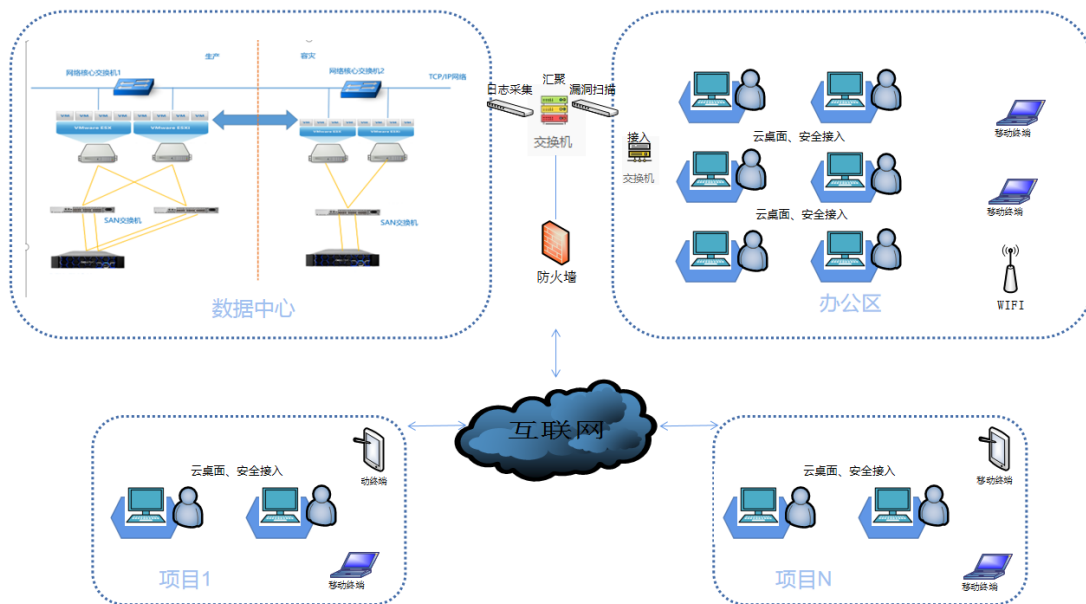 生产
容灾
网络核心交换机1
网络核心交换机2
TCP/IP网络
VMware ESXi
SAN交换机
SAN交换机
数据中心
日志采集
汇聚
漏洞扫描
交换机
防火墙
接入
交换机
云桌面、安全接入
云桌面、安全接入
移动终端
移动终端
WIFI
办公区
互联网
动终端
云桌面、安全接入
移动终端
项目1
移动终端
云桌面、安全接入
移动终端
项目N